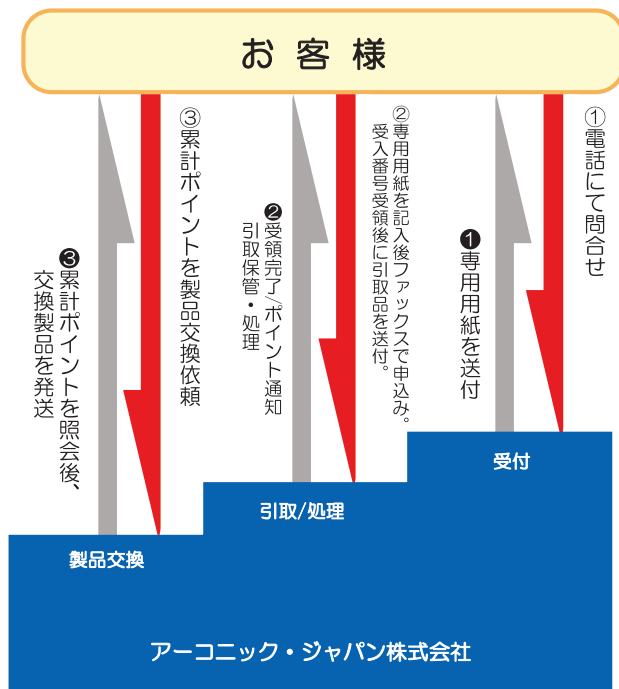 お客様
①電話にて問合せ
❶専用用紙を送付
②専用用紙を記入後ファックスで申込み。
受入番号受領後に引取品を送付。
❷受領完了/ポイント通知
引取保管・処理
③累計ポイントを製品交換依頼
❸累計ポイントを照会後、
交換製品を発送
受付
引取/処理
製品交換
アーコニック・ジャパン株式会社